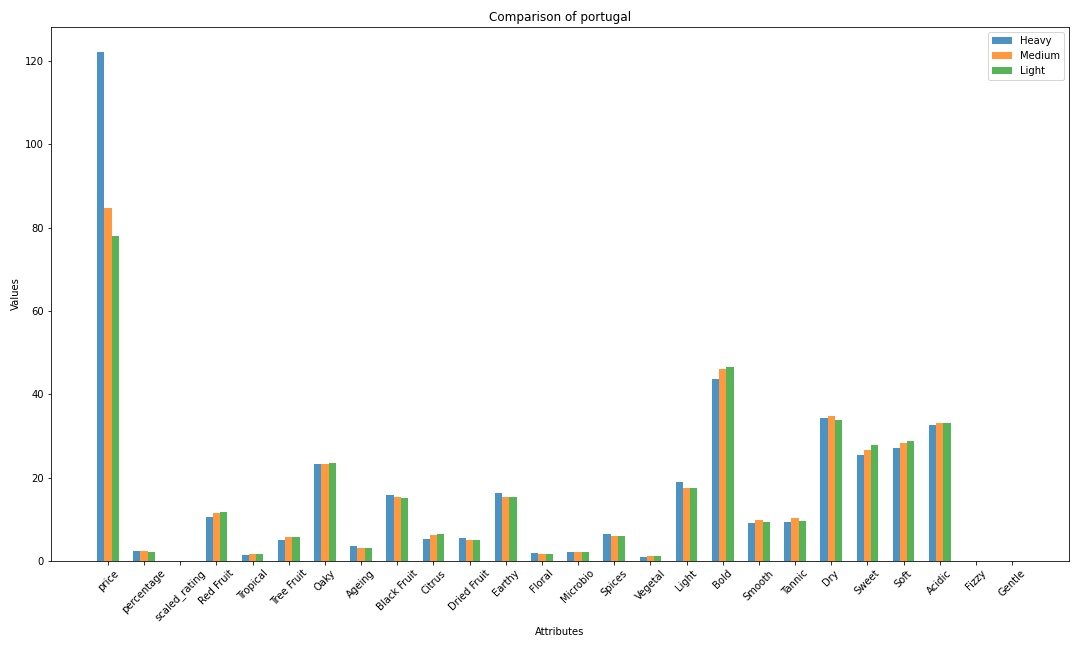 Comparison of portugal
Heavy
Medium
Light
120
100
80
60
40
20
0
Values
price
percentage
scaled_rating
Red Fruit
Tropical
Tree Fruit
Oaky
Ageing
Black Fruit
Citrus
Dried Fruit
Earthy
Floral
Microbio
Spices
Vegetal
Light
Bold
Smooth
Tannic
Dry
Sweet
Soft
Acidic
Fizzy
Gentle
Attributes